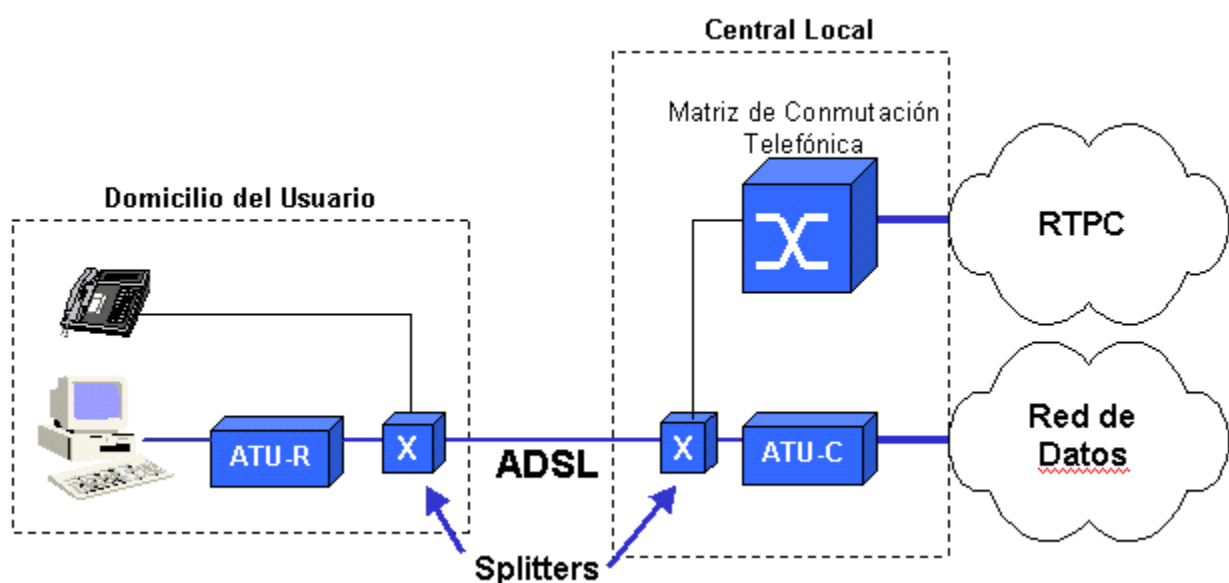 Central Local
Matriz de Conmutación
Telefónica
Domicilio del Usuario
RTPC
ATU-R
X
ADSL
X
ATU-C
Red de
Datos
Splitters